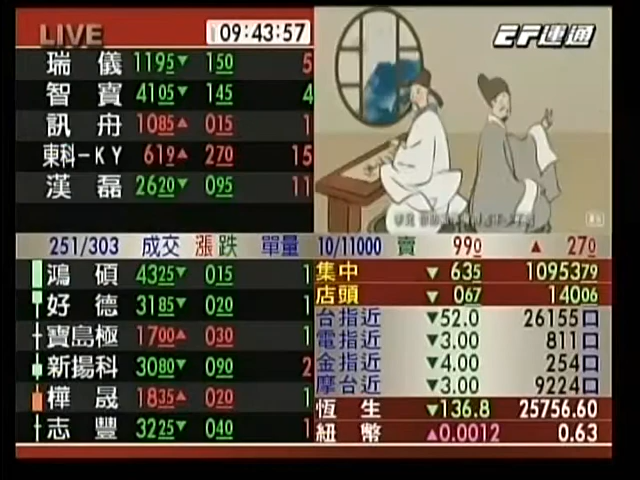 LIVE 09:43:57
瑞儀 1195▼ 150 5
智寶 4105▼ 145 4
訊舟 1085▲ 015 1
東科-KY 619▲ 270 15
漢磊 2620▼ 095 11
EF運通
251/303 成交 漲跌 單量
鴻碩 4325▼ 015 1
好德 3185▼ 020 1
寶島極 1700▲ 030 1
新揚科 3080▼ 090 2
樺晟 1835▲ 020 1
志豐 3225▼ 040 1
10/11000 賣 990 ▲ 270
集中 ▼ 635 1095379
店頭 ▼ 067 14006
台指近 ▼52.0 26155口
電指近 ▼3.00 811口
金指近 ▼4.00 254口
摩台近 ▼3.00 9224口
恆生 ▼136.8 25756.60
紐幣 ▲0.0012 0.63